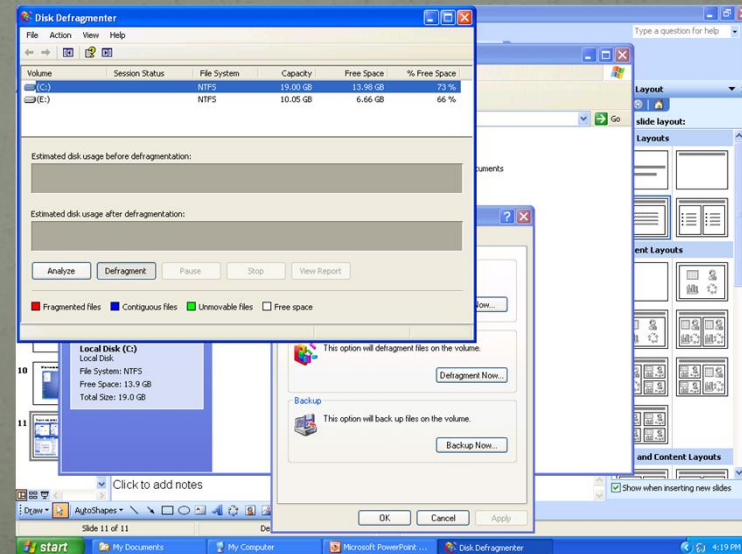 Disk Defragmenter
File Action View Help
Type a question for help
Volume Session Status File System Capacity Free Space % Free Space
(C:) NTFS 19.00 GB 13.98 GB 73 %
(E:) NTFS 10.05 GB 6.66 GB 66 %
Go
Layout
slide layout:
Layouts
Estimated disk usage before defragmentation:
Estimated disk usage after defragmentation:
Analyze Defragment Pause Stop View Report
Fragmented files Contiguous files Unmovable files Free space
ent Layouts
Now...
Local Disk (C:)
Local Disk
File System: NTFS
Free Space: 13.9 GB
Total Size: 19.0 GB
10
11
This option will defragment files on the volume.
Defragment Now...
Backup
This option will back up files on the volume.
Backup Now...
and Content Layouts
Show when inserting new slides
Click to add notes
Draw AutoShapes
OK Cancel Apply
Slide 11 of 11 De
start My Documents My Computer Microsoft PowerPoint ... Disk Defragmenter 4:19 PM